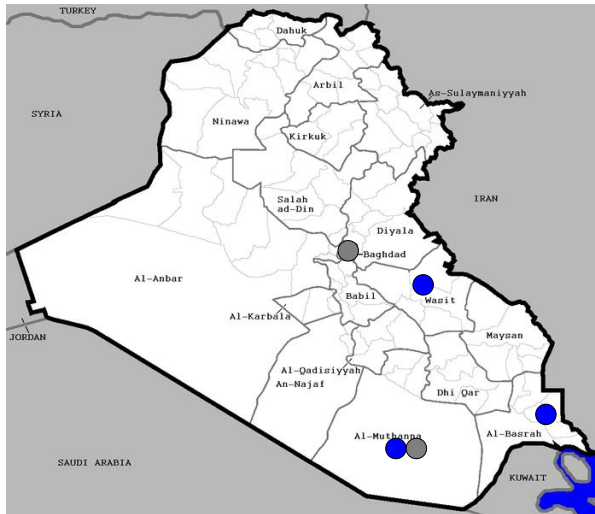 TURKEY
Dahuk
Arbil
As-Sulaymaniyyah
SYRIA
Ninawa
Kirkuk
IRAN
Salah
ad-Din
Diyala
Baghdad
Al-Anbar
Babil
Wasit
Al-Karbala
Maysan
JORDAN
Al-Qadisiyyah
An-Najaf
Dhi Qar
Al-Muthanna
Al-Basrah
SAUDI ARABIA
KUWAIT